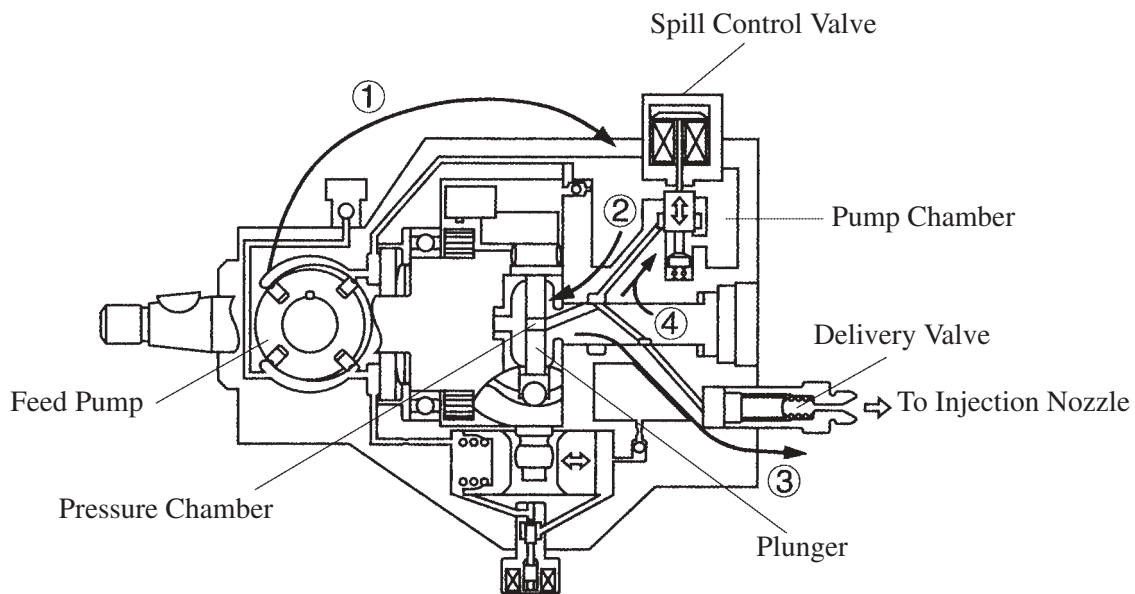 Spill Control Valve
①
②
Pump Chamber
④
Delivery Valve
Feed Pump
To Injection Nozzle
③
Pressure Chamber
Plunger